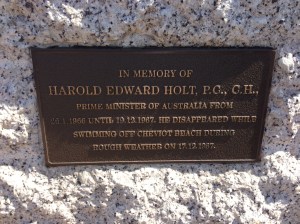 IN MEMORY OF
HAROLD EDWARD HOLT, P.C., C.H.,
PRIME MINISTER OF AUSTRALIA FROM
26.1.1966 UNTIL 19.12.1967. HE DISAPPEARED WHILE
SWIMMING OFF CHEVIOT BEACH DURING
ROUGH WEATHER ON 17.12.1967.